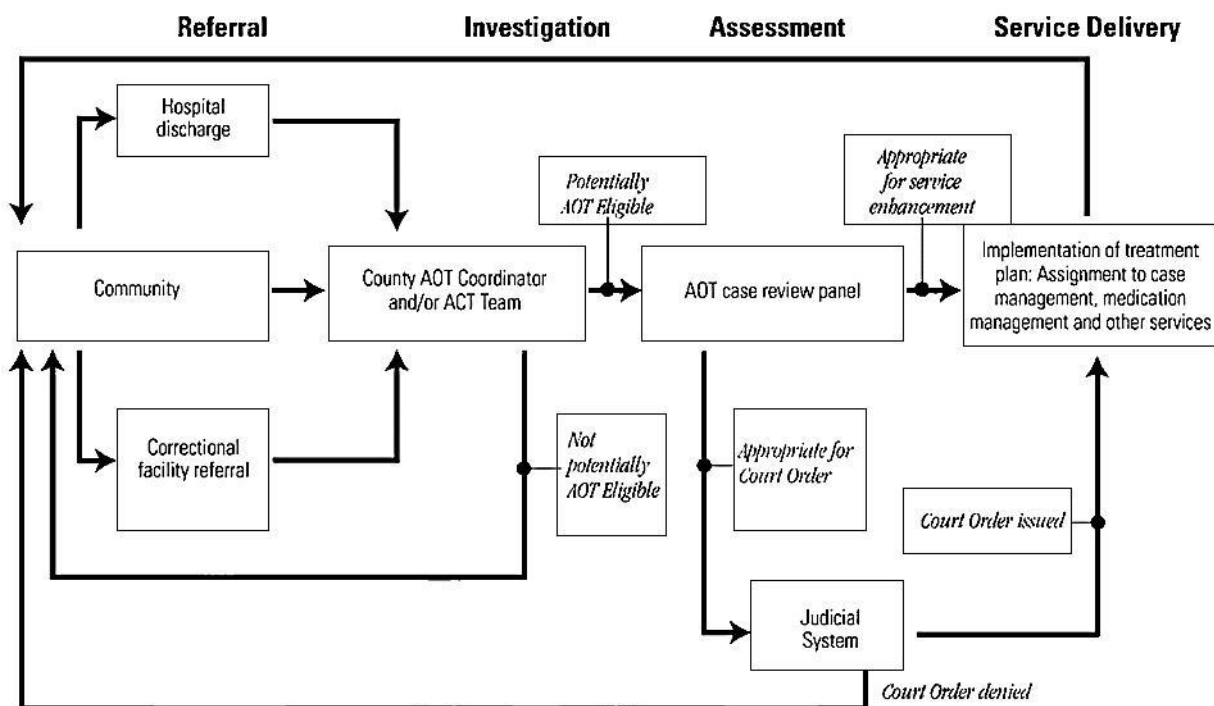 Referral
Investigation
Assessment
Service Delivery
Hospital
discharge
Potentially
AOT Eligible
Appropriate
for service
enhancement
Community
County AOT Coordinator
and/or ACT Team
AOT case review panel
Implementation of treatment
plan: Assignment to case
management, medication
management and other services
Correctional
facility referral
Not
potentially
AOT Eligible
Appropriate for
Court Order
Court Order issued
Judicial
System
Court Order denied